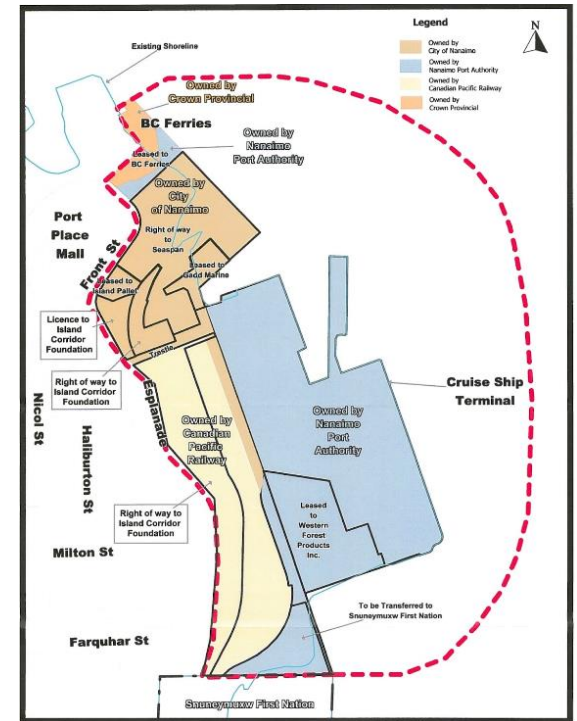 Legend
N
Owned by
City of Nanaimo
Owned by
Nanaimo Port Authority
Owned by
Canadian Pacific Railway
Owned by
Crown Provincial
Existing Shoreline
Owned by
Crown Provincial
BC Ferries
Owned by
Nanaimo
Port Authority
Leased to
BC Ferries
Owned by
City
of Nanaimo
Port
Place
Mall
Front St
Right of way
to
Seaspan
Leased to
Gadd Marine
Leased to
Island Pallet
Licence to
Island
Corridor
Foundation
Trestle
Right of way to
Island Corridor
Foundation
Esplanade
Cruise Ship
Terminal
Nicol St
Haliburton St
Owned by
Canadian
Pacific
Railway
Owned by
Nanaimo
Port
Authority
Right of way to
Island Corridor
Foundation
Leased
to
Western
Forest
Products
Inc.
Milton St
To be Transferred to
Snuneymuxw First Nation
Farquhar St
Snuneymuxw First Nation